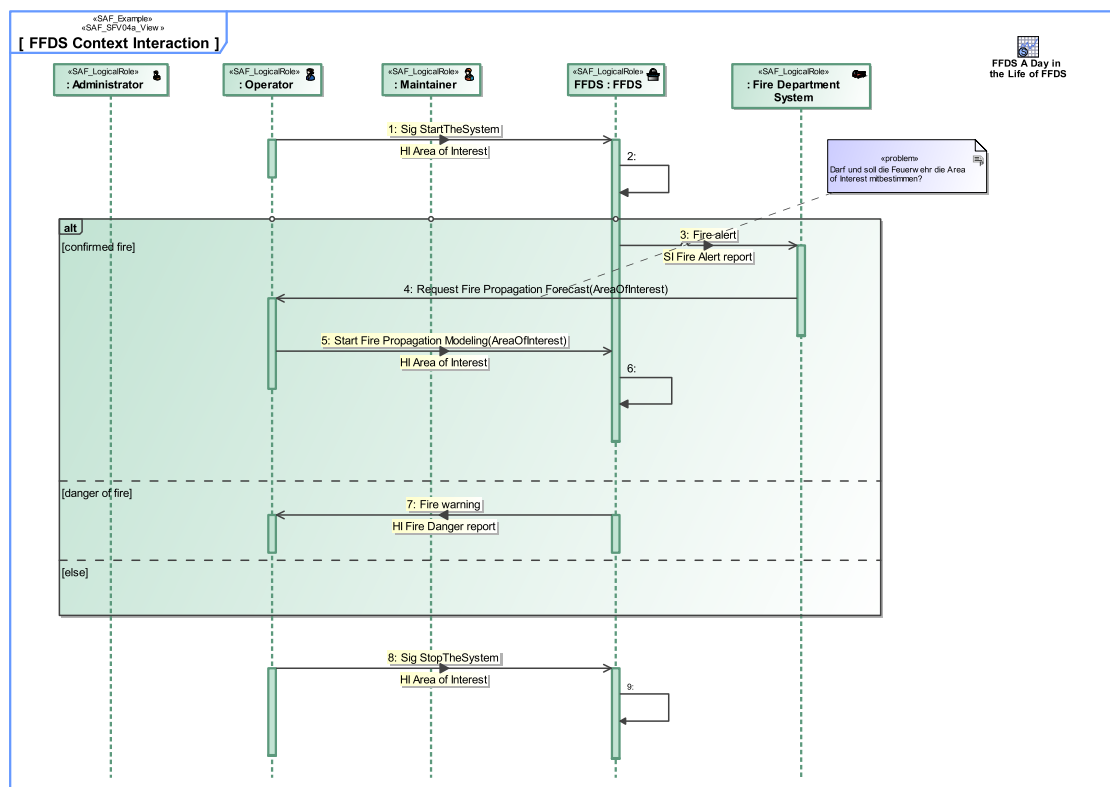 «SAF_Example»
«SAF_SFV04a_View »
[ FFDS Context Interaction ]
FFDS A Day in
the Life of FFDS
«SAF_LogicalRole»
: Administrator
«SAF_LogicalRole»
: Operator
«SAF_LogicalRole»
: Maintainer
«SAF_LogicalRole»
FFDS : FFDS
«SAF_LogicalRole»
: Fire Department
System
1: Sig StartTheSystem
HI Area of Interest
2:
«problem»
Darf und soll die Feuerwehr die Area
of Interest mitbestimmen?
alt
[confirmed fire]
3: Fire alert
SI Fire Alert report
4: Request Fire Propagation Forecast(AreaOfInterest)
5: Start Fire Propagation Modeling(AreaOfInterest)
HI Area of Interest
6:
[danger of fire]
7: Fire warning
HI Fire Danger report
[else]
8: Sig StopTheSystem
HI Area of Interest
9: